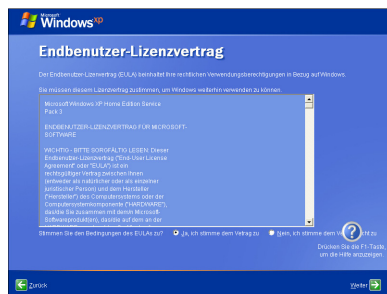 Microsoft
Windows xp
Endbenutzer-Lizenzvertrag
Der Endbenutzer-Lizenzvertrag (EULA) beinhaltet Ihre rechtlichen Verwendungsberechtigungen in Bezug auf Windows.
Sie müssen diesem Lizenzvertrag zustimmen, um Windows weiterhin verwenden zu können.
Microsoft Windows XP Home Edition Service
Pack 3
ENDBENUTZER-LIZENZVERTRAG FÜR MICROSOFT-
SOFTWARE
WICHTIG - BITTE SORGFÄLTIG LESEN: Dieser
Endbenutzer-Lizenzvertrag ("End-User License
Agreement" oder "EULA") ist ein
rechtsgültiger Vertrag zwischen Ihnen
(entweder als natürlicher oder als einzelner
juristischer Person) und dem Hersteller
("Hersteller") des Computersystems oder der
Computersystemkomponente ("HARDWARE"),
das/die Sie zusammen mit dem Microsoft-
Softwareprodukt(en), das/die auf dem an der
Stimmen Sie den Bedingungen des EULAs zu?
Ja, ich stimme dem Vetrag zu
Nein, ich stimme dem
cht zu
?
Drücken Sie die F1-Taste,
um die Hilfe anzuzeigen.
Zurück
Weiter